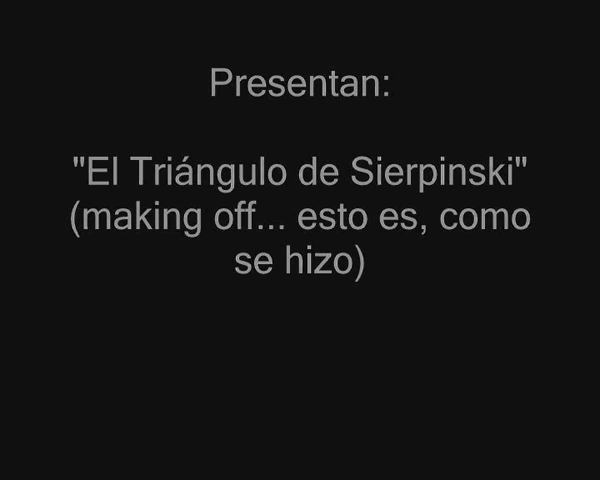 Presentan:
"El Triángulo de Sierpinski"
(making off... esto es, como
se hizo)